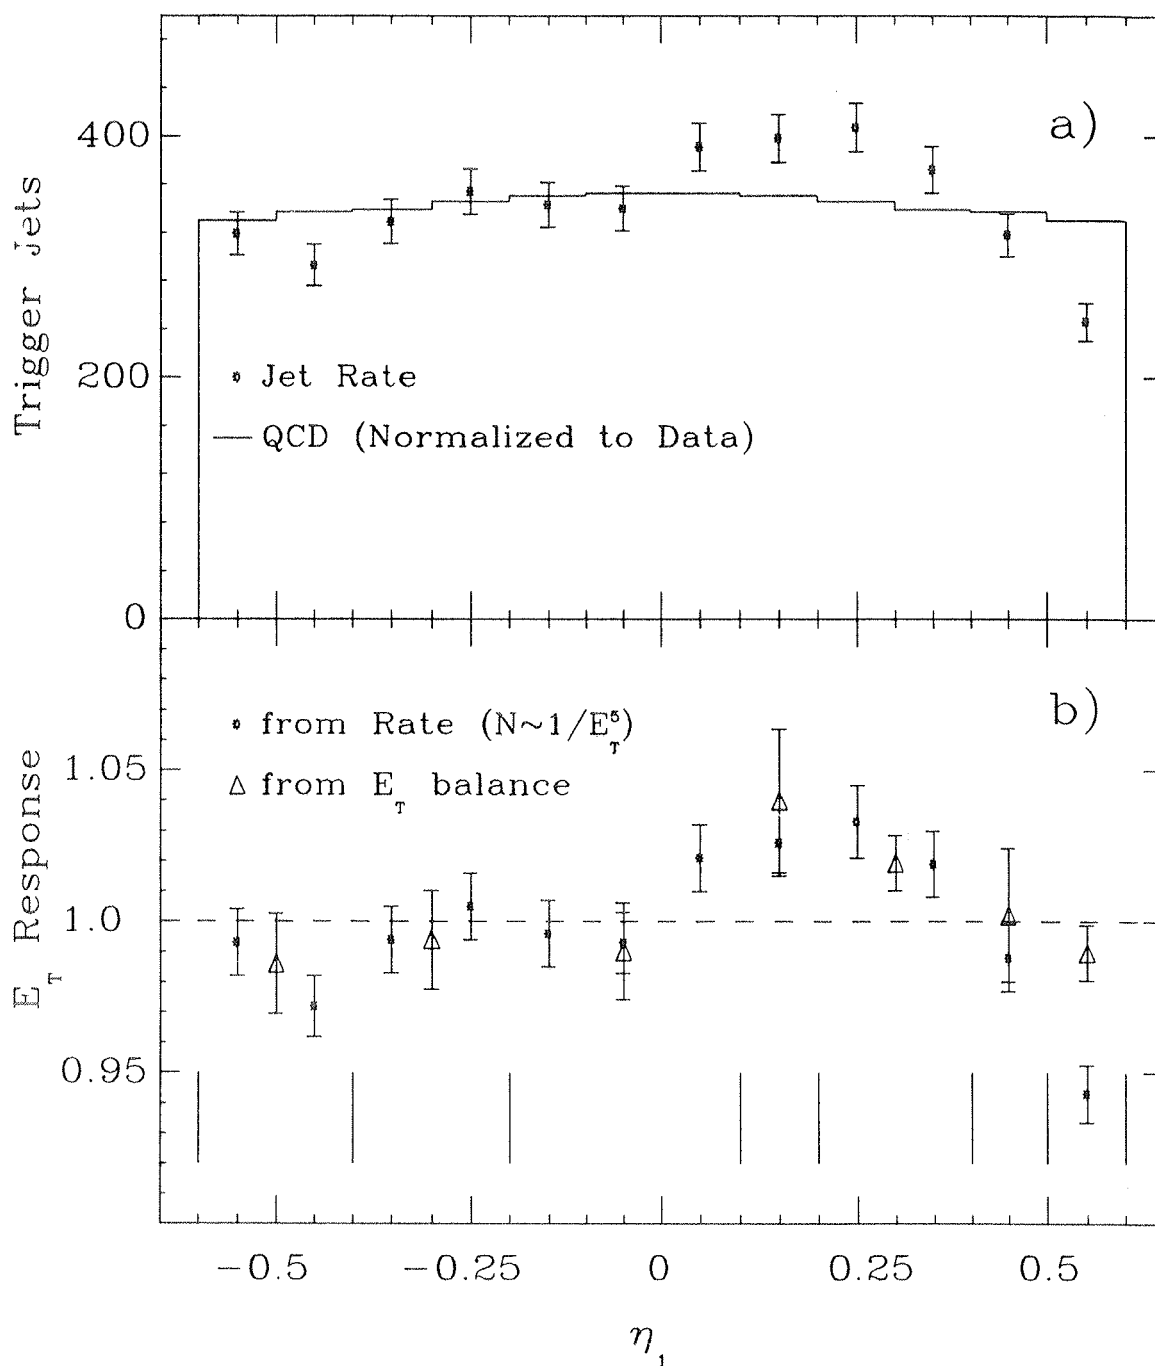 a)
400
Trigger Jets
200
Jet Rate
QCD (Normalized to Data)
0
b)
from Rate (N~1/E_T^5)
from E_T balance
1.05
E_T Response
1.0
0.95
−0.5 −0.25 0 0.25 0.5
η_1